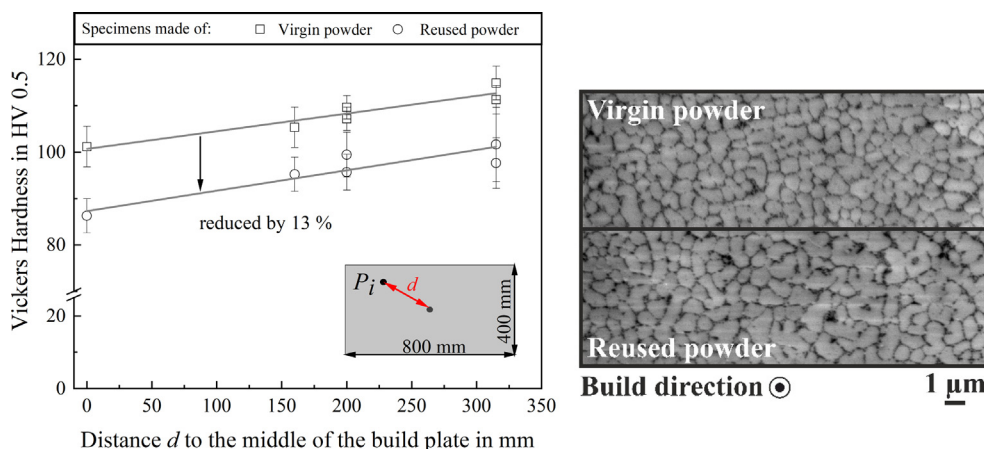 Specimens made of: Virgin powder Reused powder
120
100
80
20
0
Vickers Hardness in HV 0.5
reduced by 13 %
P_i
d
400 mm
800 mm
0 50 100 150 200 250 300 350
Distance d to the middle of the build plate in mm
Virgin powder
Reused powder
Build direction 1 µm